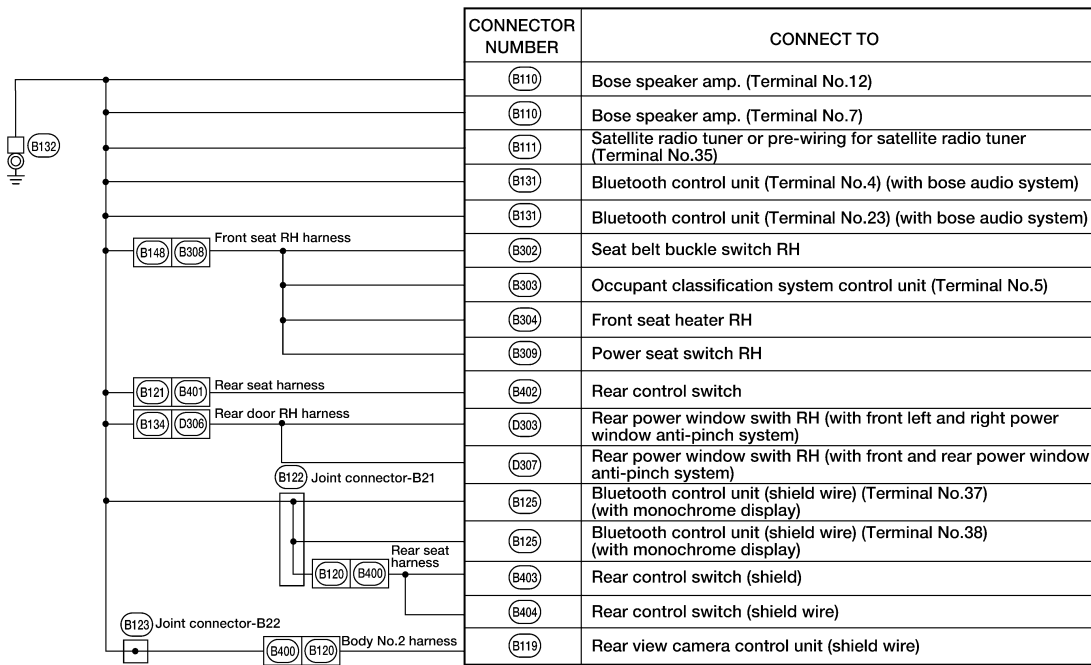 CONNECTOR NUMBER
CONNECT TO
B132
B110
Bose speaker amp. (Terminal No.12)
B110
Bose speaker amp. (Terminal No.7)
B111
Satellite radio tuner or pre-wiring for satellite radio tuner
(Terminal No.35)
B131
Bluetooth control unit (Terminal No.4) (with bose audio system)
B131
Bluetooth control unit (Terminal No.23) (with bose audio system)
B148 B308
Front seat RH harness
B302
Seat belt buckle switch RH
B303
Occupant classification system control unit (Terminal No.5)
B304
Front seat heater RH
B309
Power seat switch RH
B121 B401
Rear seat harness
B402
Rear control switch
B134 D306
Rear door RH harness
D303
Rear power window swith RH (with front left and right power
window anti-pinch system)
D307
Rear power window swith RH (with front and rear power window
anti-pinch system)
B122 Joint connector-B21
B125
Bluetooth control unit (shield wire) (Terminal No.37)
(with monochrome display)
B125
Bluetooth control unit (shield wire) (Terminal No.38)
(with monochrome display)
B120 B400
Rear seat
harness
B403
Rear control switch (shield)
B404
Rear control switch (shield wire)
B123 Joint connector-B22
B400 B120
Body No.2 harness
B119
Rear view camera control unit (shield wire)